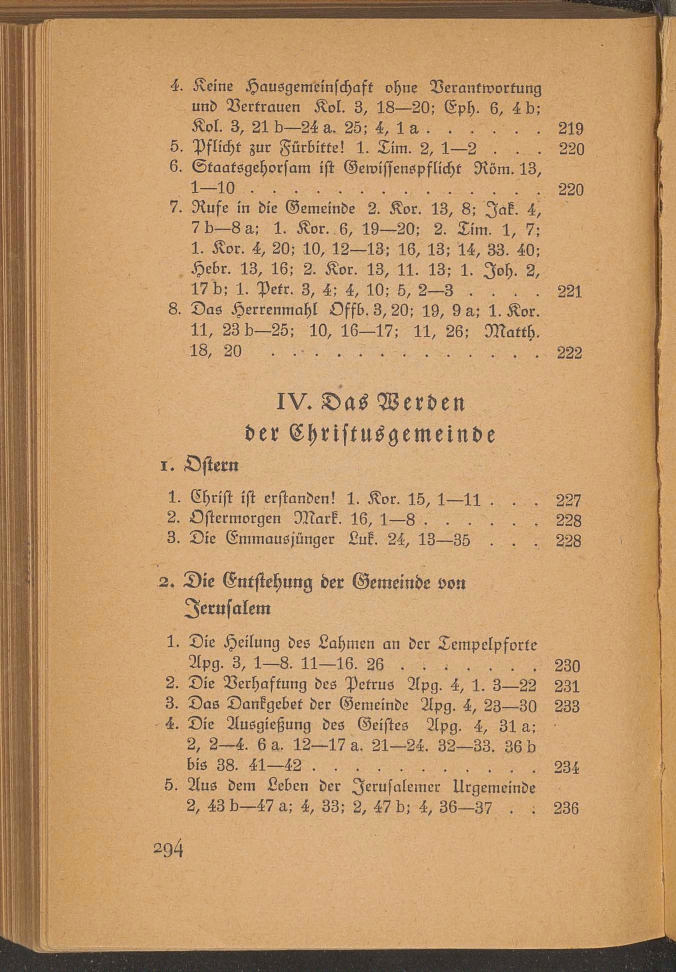 4. Keine Hausgemeinschaft ohne Verantwortung
und Vertrauen Kol. 3, 18—20; Eph. 6, 4 b;
Kol. 3, 21 b—24 a. 25; 4, 1 a . . . . . . 219
5. Pflicht zur Fürbitte! 1. Tim. 2, 1—2 . . . 220
6. Staatsgehorsam ist Gewissenspflicht Röm. 13,
1—10 . . . . . . . . . . . . . . 220
7. Rufe in die Gemeinde 2. Kor. 13, 8; Jak. 4,
7 b—8 a; 1. Kor. 6, 19—20; 2. Tim. 1, 7;
1. Kor. 4, 20; 10, 12—13; 16, 13; 14, 33. 40;
Hebr. 13, 16; 2. Kor. 13, 11. 13; 1. Joh. 2,
17 b; 1. Petr. 3, 4; 4, 10; 5, 2—3 . . . . 221
8. Das Herrenmahl Offb. 3, 20; 19, 9 a; 1. Kor.
11, 23 b—25; 10, 16—17; 11, 26; Matth.
18, 20 . . . . . . . . . . . . . 222
IV. Das Werden
der Christusgemeinde
1. Ostern
1. Christ ist erstanden! 1. Kor. 15, 1—11 . . . 227
2. Ostermorgen Mark. 16, 1—8 . . . . . . 228
3. Die Emmausjünger Luk. 24, 13—35 . . . 228
2. Die Entstehung der Gemeinde von
Jerusalem
1. Die Heilung des Lahmen an der Tempelpforte
Apg. 3, 1—8. 11—16. 26 . . . . . . . 230
2. Die Verhaftung des Petrus Apg. 4, 1. 3—22 231
3. Das Dankgebet der Gemeinde Apg. 4, 23—30 233
4. Die Ausgießung des Geistes Apg. 4, 31 a;
2, 2—4. 6 a. 12—17 a. 21—24. 32—33. 36 b
bis 38. 41—42 . . . . . . . . . . . 234
5. Aus dem Leben der Jerusalemer Urgemeinde
2, 43 b—47 a; 4, 33; 2, 47 b; 4, 36—37 . . 236
294